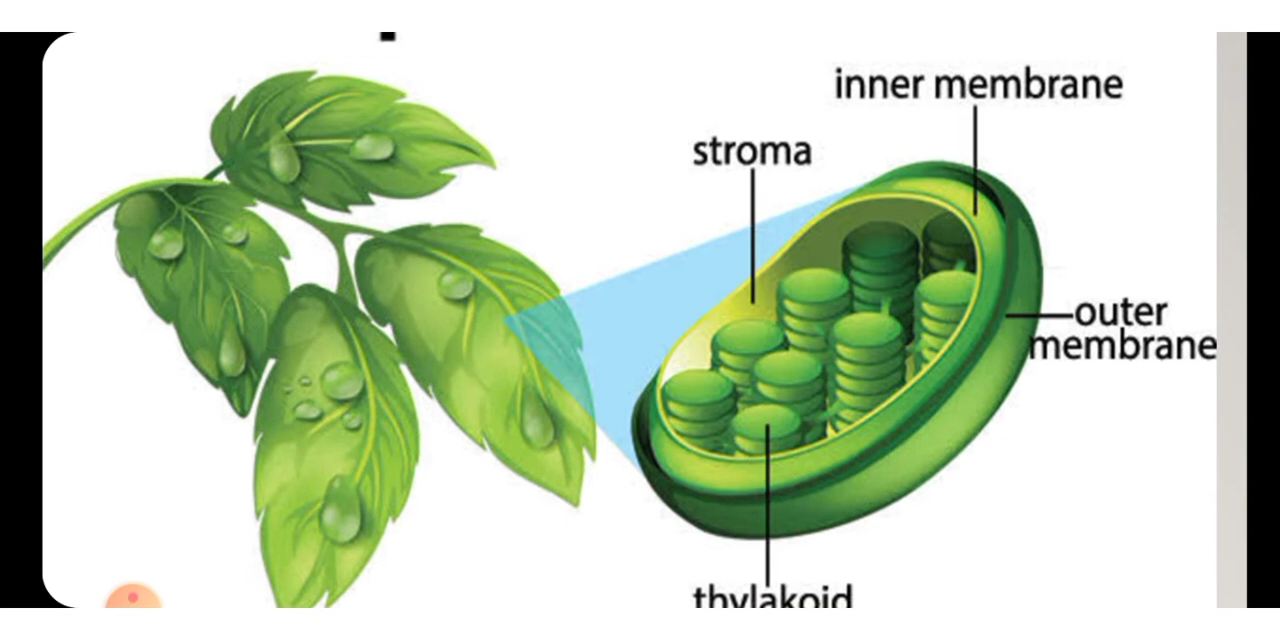 inner membrane
stroma
outer
membrane
thylakoid